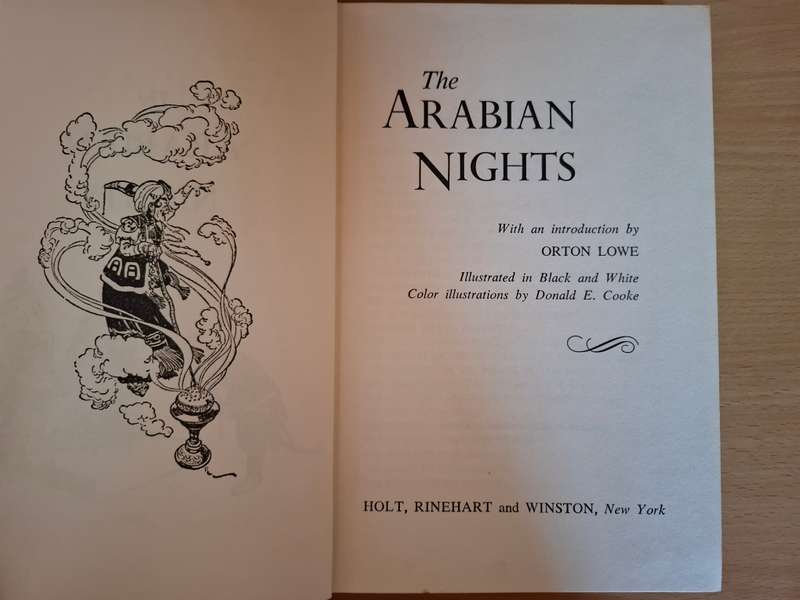 The
ARABIAN
NIGHTS
With an introduction by
ORTON LOWE
Illustrated in Black and White
Color illustrations by Donald E. Cooke
HOLT, RINEHART and WINSTON, New York